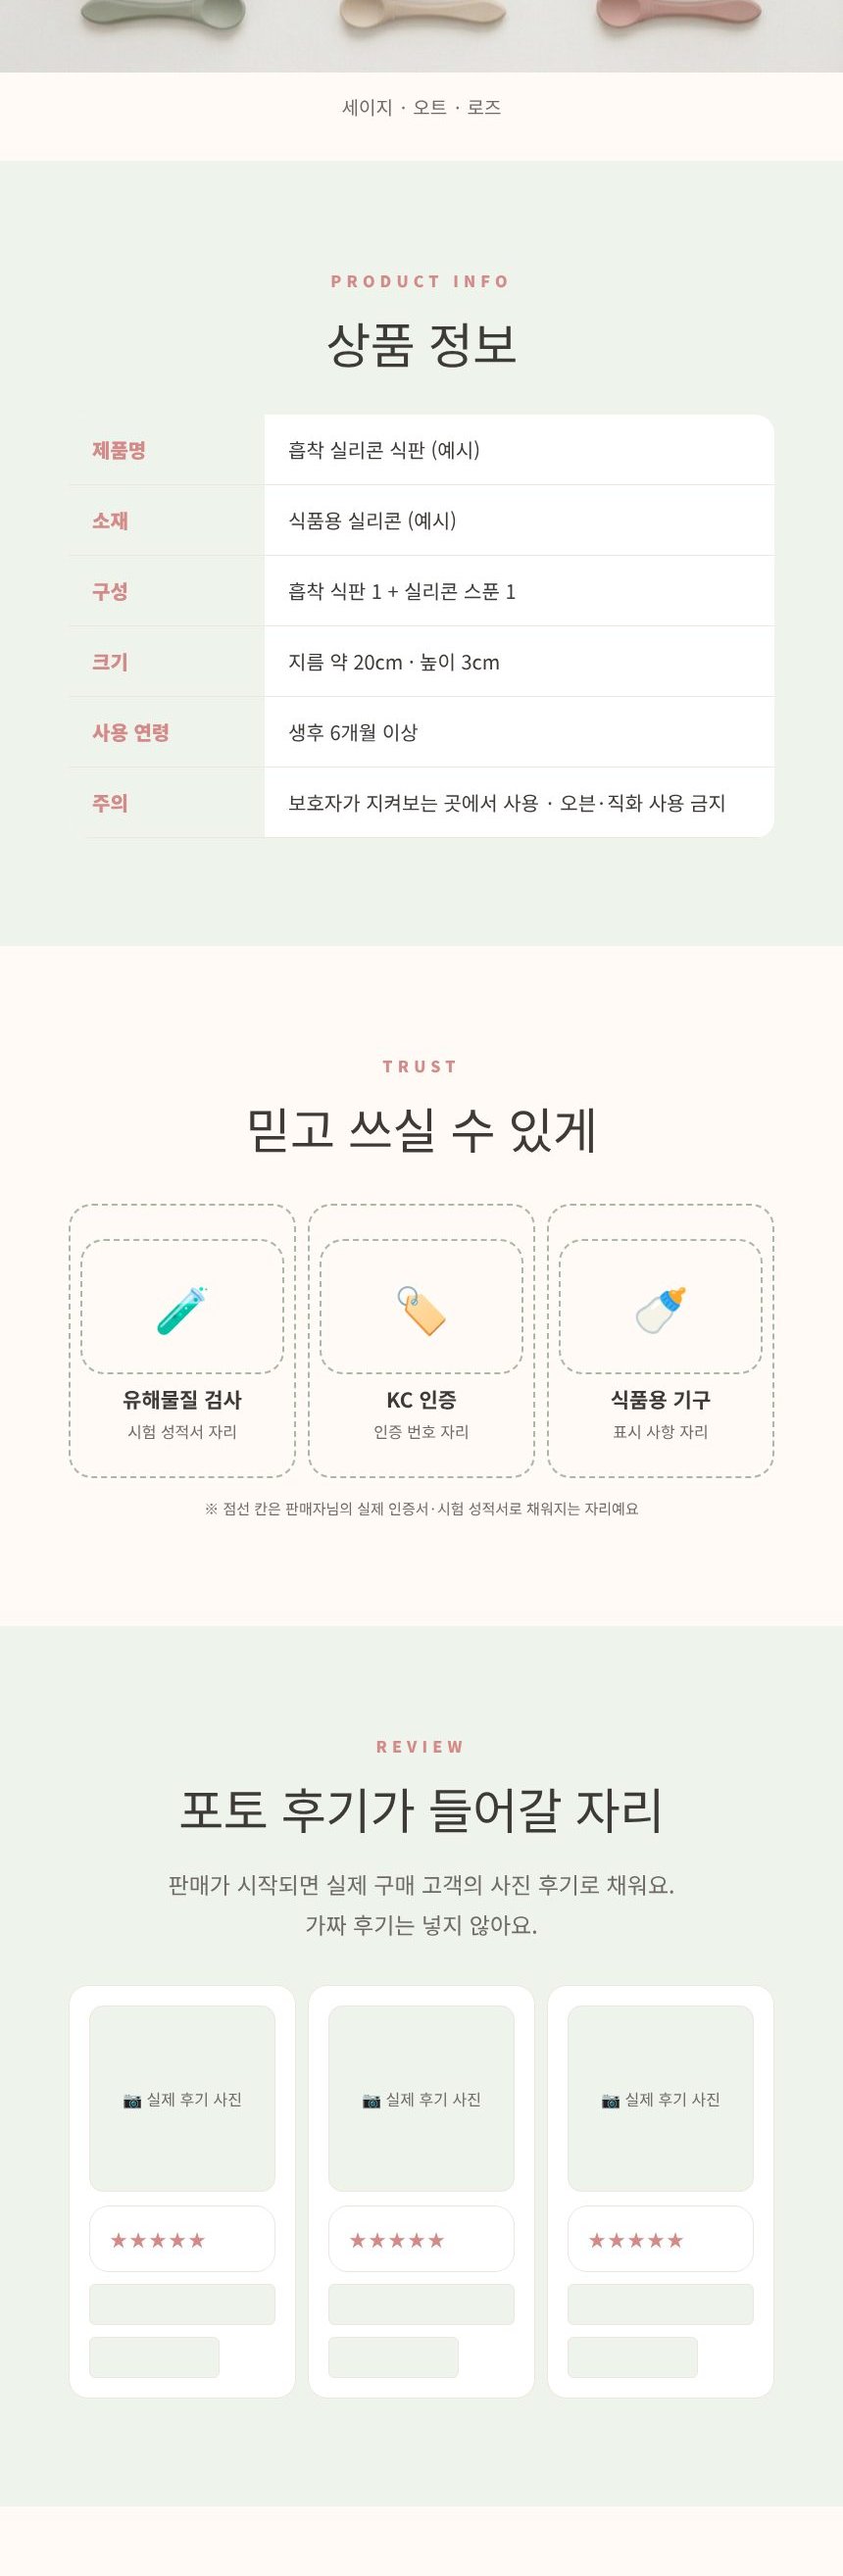 세이지 · 오트 · 로즈
PRODUCT INFO
상품 정보
제품명 흡착 실리콘 식판 (예시)
소재 식품용 실리콘 (예시)
구성 흡착 식판 1 + 실리콘 스푼 1
크기 지름 약 20cm · 높이 3cm
사용 연령 생후 6개월 이상
주의 보호자가 지켜보는 곳에서 사용 · 오븐·직화 사용 금지
TRUST
믿고 쓰실 수 있게
유해물질 검사
시험 성적서 자리
KC 인증
인증 번호 자리
식품용 기구
표시 사항 자리
※ 점선 칸은 판매자님의 실제 인증서·시험 성적서로 채워지는 자리예요
REVIEW
포토 후기가 들어갈 자리
판매가 시작되면 실제 구매 고객의 사진 후기로 채워요.
가짜 후기는 넣지 않아요.
📷 실제 후기 사진
📷 실제 후기 사진
📷 실제 후기 사진
★★★★★
★★★★★
★★★★★